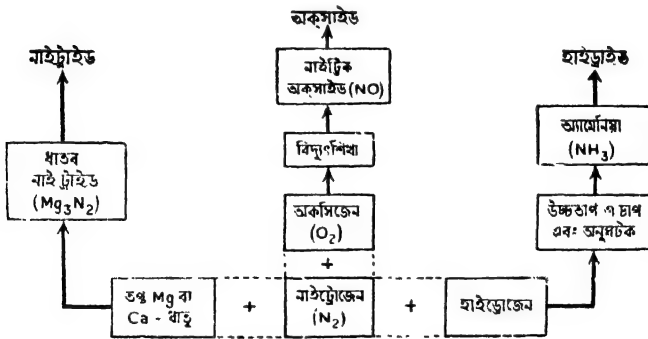 অক্সাইড
নাইট্রাইড
হাইড্রাইড
নাইট্রিক
অক্সাইড (NO)
অ্যামোনিয়া
(NH₃)
ধাতব
নাইট্রাইড
(Mg₃N₂)
বিদ্যুৎশিখা
অক্সিজেন
(O₂)
উচ্চতাপ ও চাপ
এবং অনুঘটক
+
তপ্ত Mg বা
Ca - ধাতু
+
নাইট্রোজেন
(N₂)
+
হাইড্রোজেন